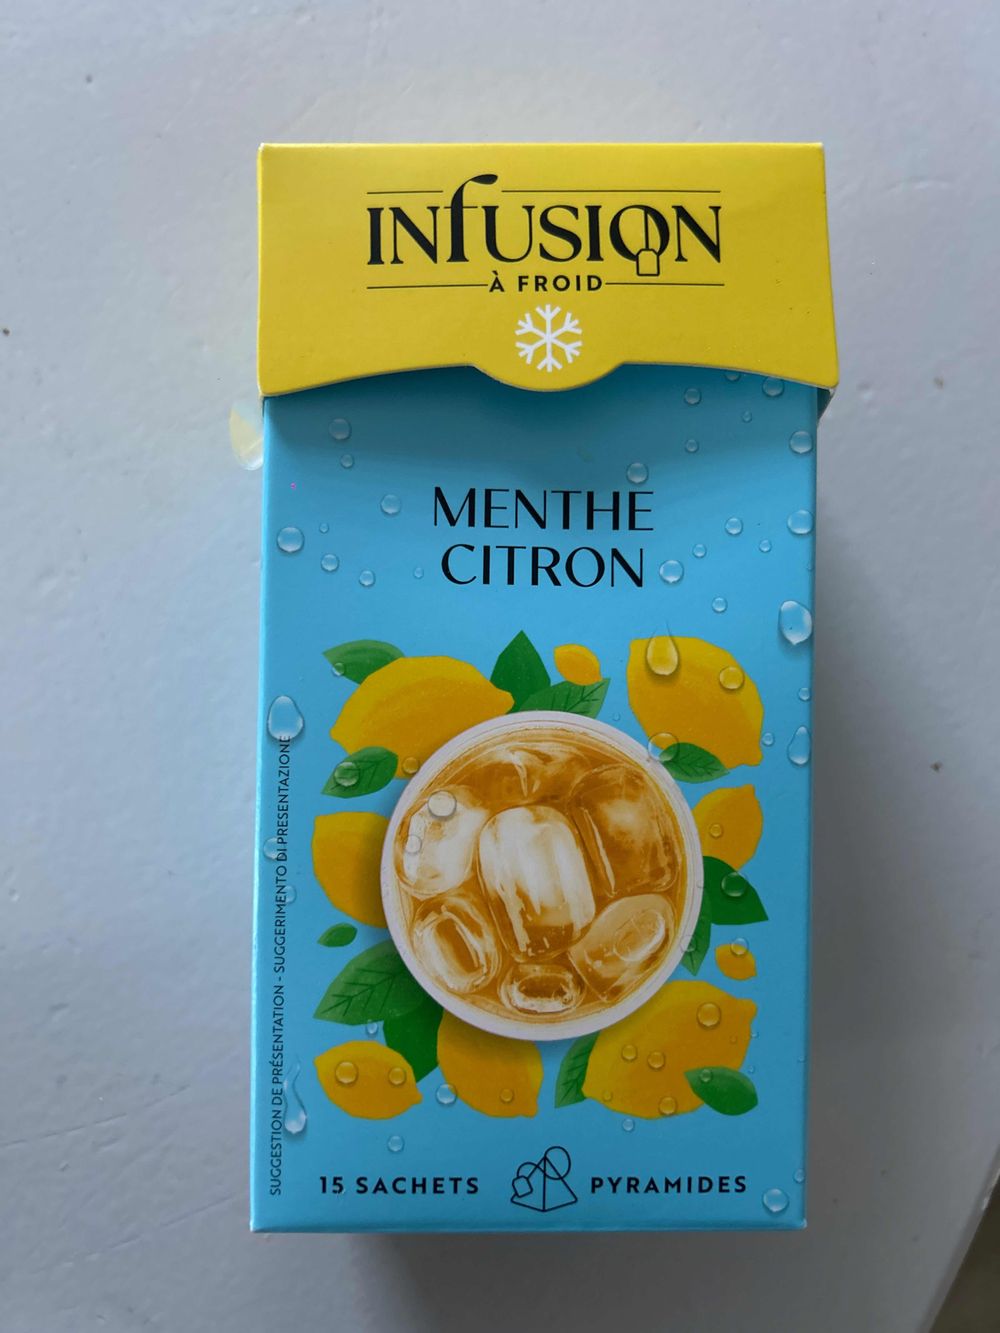 INFUSION
À FROID
MENTHE
CITRON
SUGGESTION DE PRÉSENTATION - SUGGERIMENTO DI PRESENTAZIONE
15 SACHETS PYRAMIDES